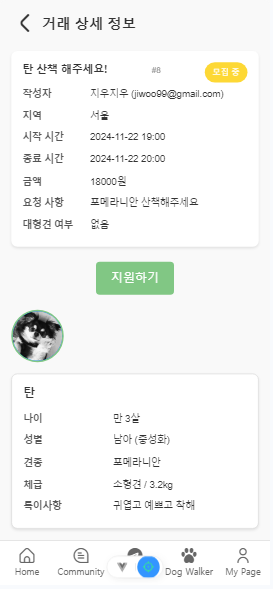 거래 상세 정보
탄 산책 해주세요! #8 모집 중
작성자 지우지우 (jiwoo99@gmail.com)
지역 서울
시작 시간 2024-11-22 19:00
종료 시간 2024-11-22 20:00
금액 18000원
요청 사항 포메라니안 산책해주세요
대형견 여부 없음
지원하기
탄
나이 만 3살
성별 남아 (중성화)
견종 포메라니안
체급 소형견 / 3.2kg
특이사항 귀엽고 예쁘고 착해
Home Community Dog Walker My Page